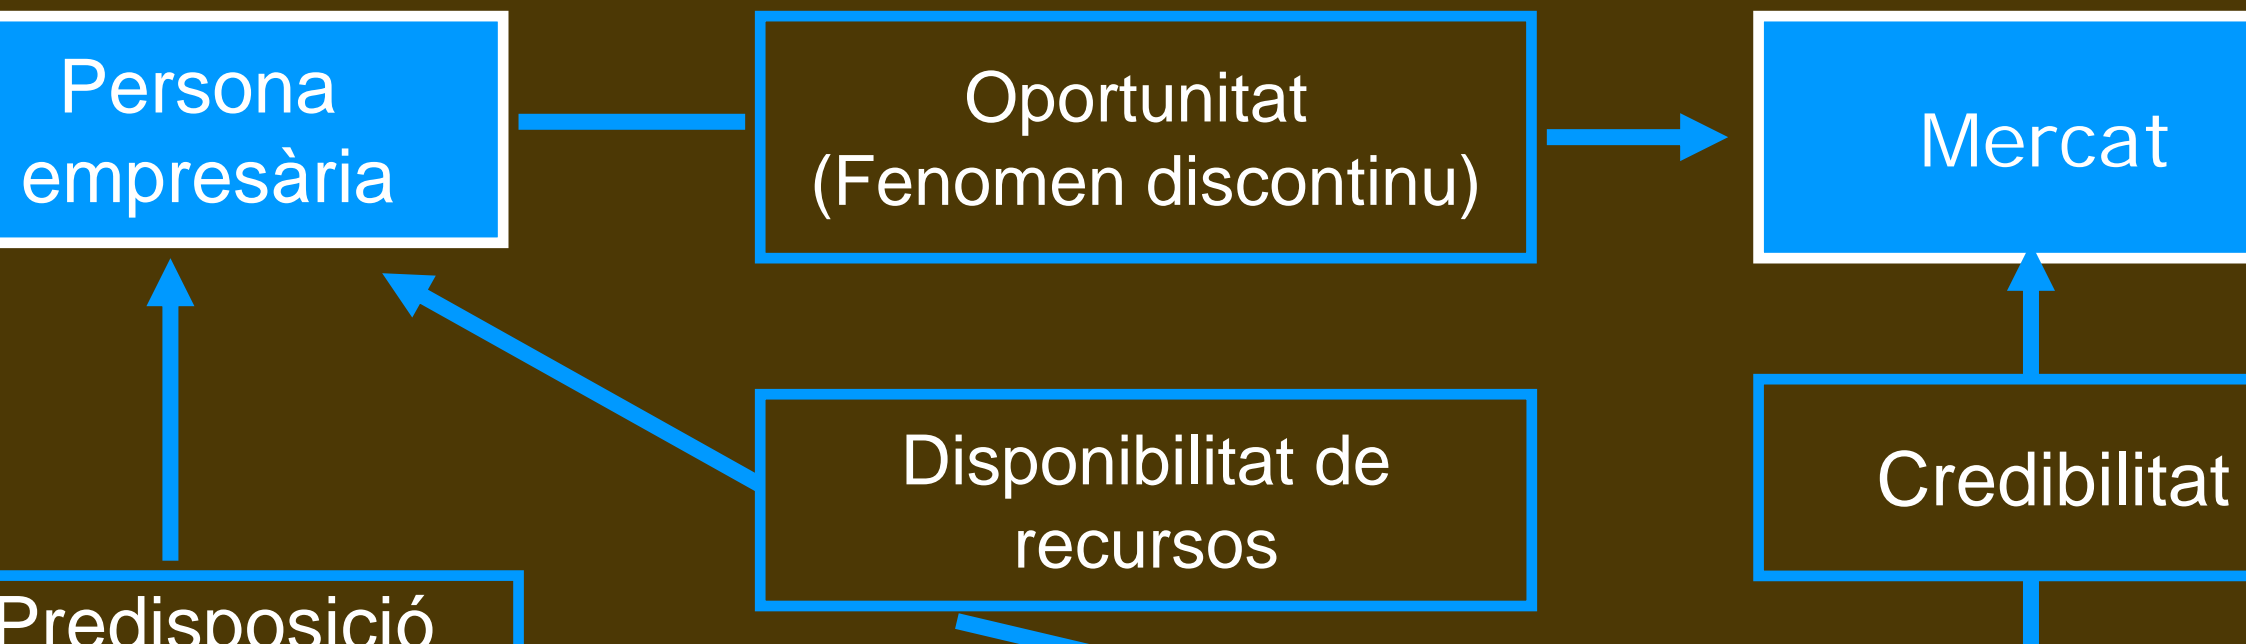 Persona
empresària
Oportunitat
(Fenomen discontinu)
Mercat
Disponibilitat de
recursos
Credibilitat
Predisposició